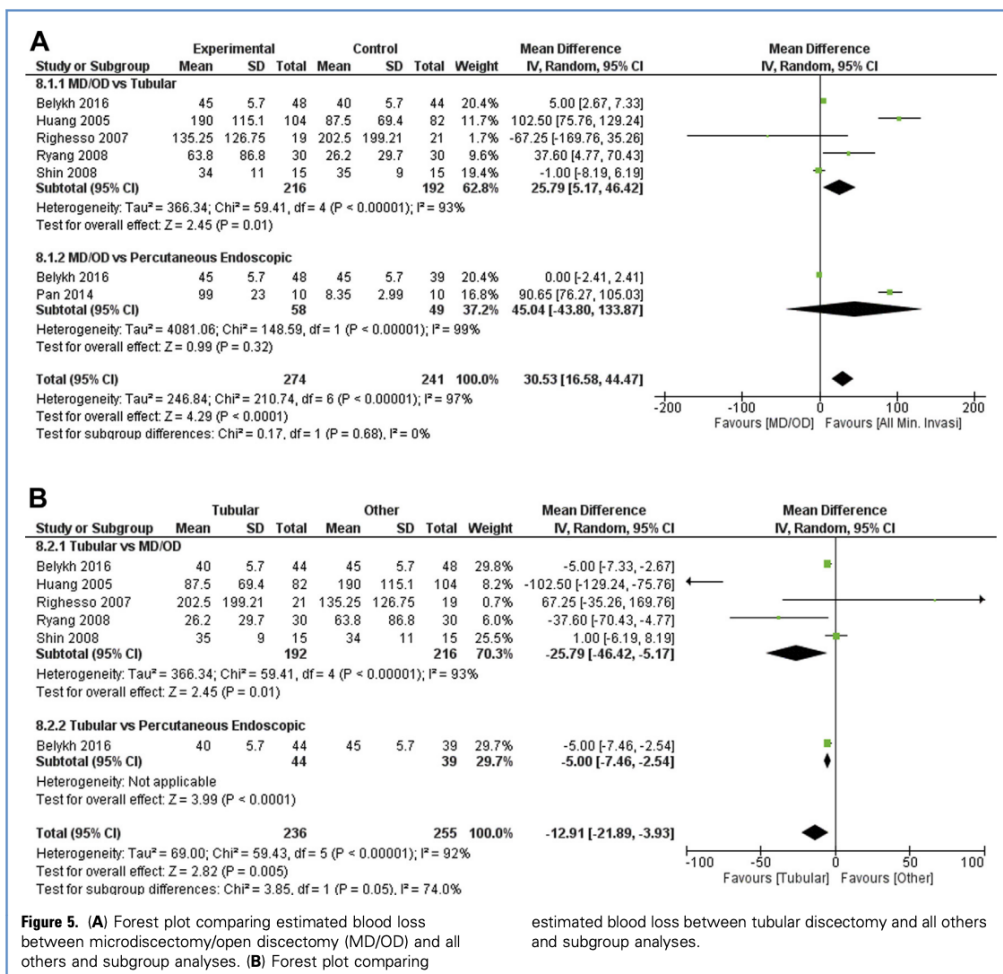 A
Experimental Control Mean Difference Mean Difference
Study or Subgroup Mean SD Total Mean SD Total Weight IV, Random, 95% CI IV, Random, 95% CI
8.1.1 MD/OD vs Tubular
Belykh 2016 45 5.7 48 40 5.7 44 20.4% 5.00 [2.67, 7.33]
Huang 2005 190 115.1 104 87.5 69.4 82 11.7% 102.50 [75.76, 129.24]
Righesso 2007 135.25 126.75 19 202.5 199.21 21 1.7% -67.25 [-169.76, 35.26]
Ryang 2008 63.8 86.8 30 26.2 29.7 30 9.6% 37.60 [4.77, 70.43]
Shin 2008 34 11 15 35 9 15 19.4% -1.00 [-8.19, 6.19]
Subtotal (95% CI) 216 192 62.8% 25.79 [5.17, 46.42]
Heterogeneity: Tau² = 366.34; Chi² = 59.41, df = 4 (P < 0.00001); I² = 93%
Test for overall effect: Z = 2.45 (P = 0.01)
8.1.2 MD/OD vs Percutaneous Endoscopic
Belykh 2016 45 5.7 48 45 5.7 39 20.4% 0.00 [-2.41, 2.41]
Pan 2014 99 23 10 8.35 2.99 10 16.8% 90.65 [76.27, 105.03]
Subtotal (95% CI) 58 49 37.2% 45.04 [-43.80, 133.87]
Heterogeneity: Tau² = 4081.06; Chi² = 148.59, df = 1 (P < 0.00001); I² = 99%
Test for overall effect: Z = 0.99 (P = 0.32)
Total (95% CI) 274 241 100.0% 30.53 [16.58, 44.47]
Heterogeneity: Tau² = 246.84; Chi² = 210.74, df = 6 (P < 0.00001); I² = 97%
Test for overall effect: Z = 4.29 (P < 0.0001)
Test for subgroup differences: Chi² = 0.17, df = 1 (P = 0.68), I² = 0%
-200 -100 0 100 200
Favours [MD/OD] Favours [All Min. Invasi]
B
Tubular Other Mean Difference Mean Difference
Study or Subgroup Mean SD Total Mean SD Total Weight IV, Random, 95% CI IV, Random, 95% CI
8.2.1 Tubular vs MD/OD
Belykh 2016 40 5.7 44 45 5.7 48 29.8% -5.00 [-7.33, -2.67]
Huang 2005 87.5 69.4 82 190 115.1 104 8.2% -102.50 [-129.24, -75.76]
Righesso 2007 202.5 199.21 21 135.25 126.75 19 0.7% 67.25 [-35.26, 169.76]
Ryang 2008 26.2 29.7 30 63.8 86.8 30 6.0% -37.60 [-70.43, -4.77]
Shin 2008 35 9 15 34 11 15 25.5% 1.00 [-6.19, 8.19]
Subtotal (95% CI) 192 216 70.3% -25.79 [-46.42, -5.17]
Heterogeneity: Tau² = 366.34; Chi² = 59.41, df = 4 (P < 0.00001); I² = 93%
Test for overall effect: Z = 2.45 (P = 0.01)
8.2.2 Tubular vs Percutaneous Endoscopic
Belykh 2016 40 5.7 44 45 5.7 39 29.7% -5.00 [-7.46, -2.54]
Subtotal (95% CI) 44 39 29.7% -5.00 [-7.46, -2.54]
Heterogeneity: Not applicable
Test for overall effect: Z = 3.99 (P < 0.0001)
Total (95% CI) 236 255 100.0% -12.91 [-21.89, -3.93]
Heterogeneity: Tau² = 69.00; Chi² = 59.43, df = 5 (P < 0.00001); I² = 92%
Test for overall effect: Z = 2.82 (P = 0.005)
Test for subgroup differences: Chi² = 3.85, df = 1 (P = 0.05), I² = 74.0%
-100 -50 0 50 100
Favours [Tubular] Favours [Other]
Figure 5. (A) Forest plot comparing estimated blood loss
between microdiscectomy/open discectomy (MD/OD) and all
others and subgroup analyses. (B) Forest plot comparing
estimated blood loss between tubular discectomy and all others
and subgroup analyses.